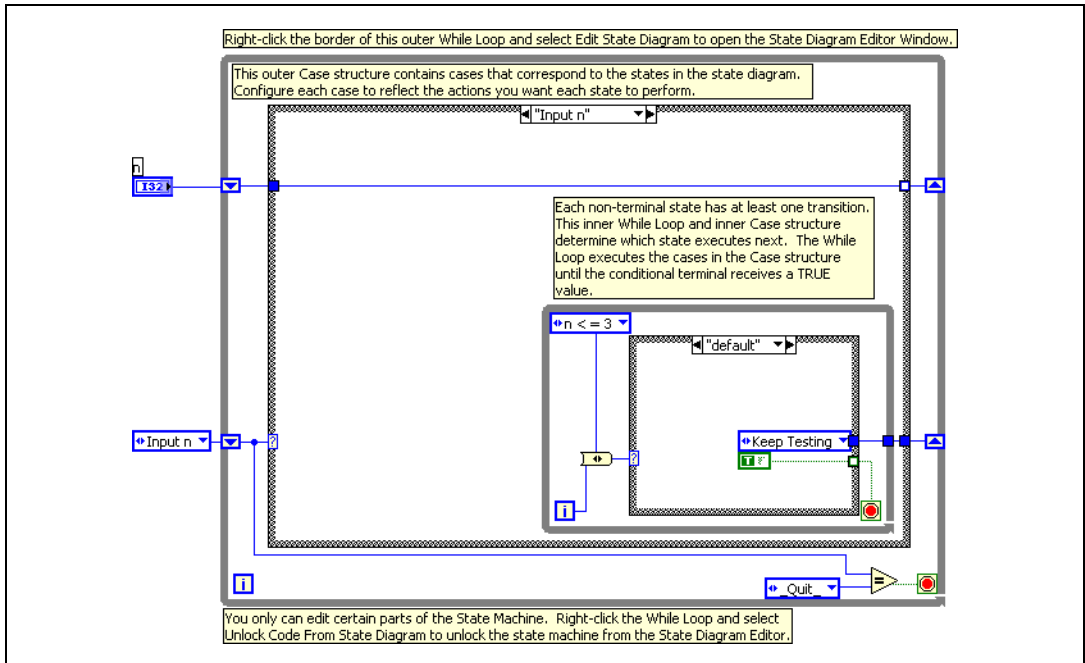 Right-click the border of this outer While Loop and select Edit State Diagram to open the State Diagram Editor Window.
This outer Case structure contains cases that correspond to the states in the state diagram.
Configure each case to reflect the actions you want each state to perform.
"Input n"
n
I32
Each non-terminal state has at least one transition.
This inner While Loop and inner Case structure
determine which state executes next. The While
Loop executes the cases in the Case structure
until the conditional terminal receives a TRUE
value.
n <= 3
"default"
Input n
?
Keep Testing
?
T
i
i
_Quit_
=
You only can edit certain parts of the State Machine. Right-click the While Loop and select
Unlock Code From State Diagram to unlock the state machine from the State Diagram Editor.